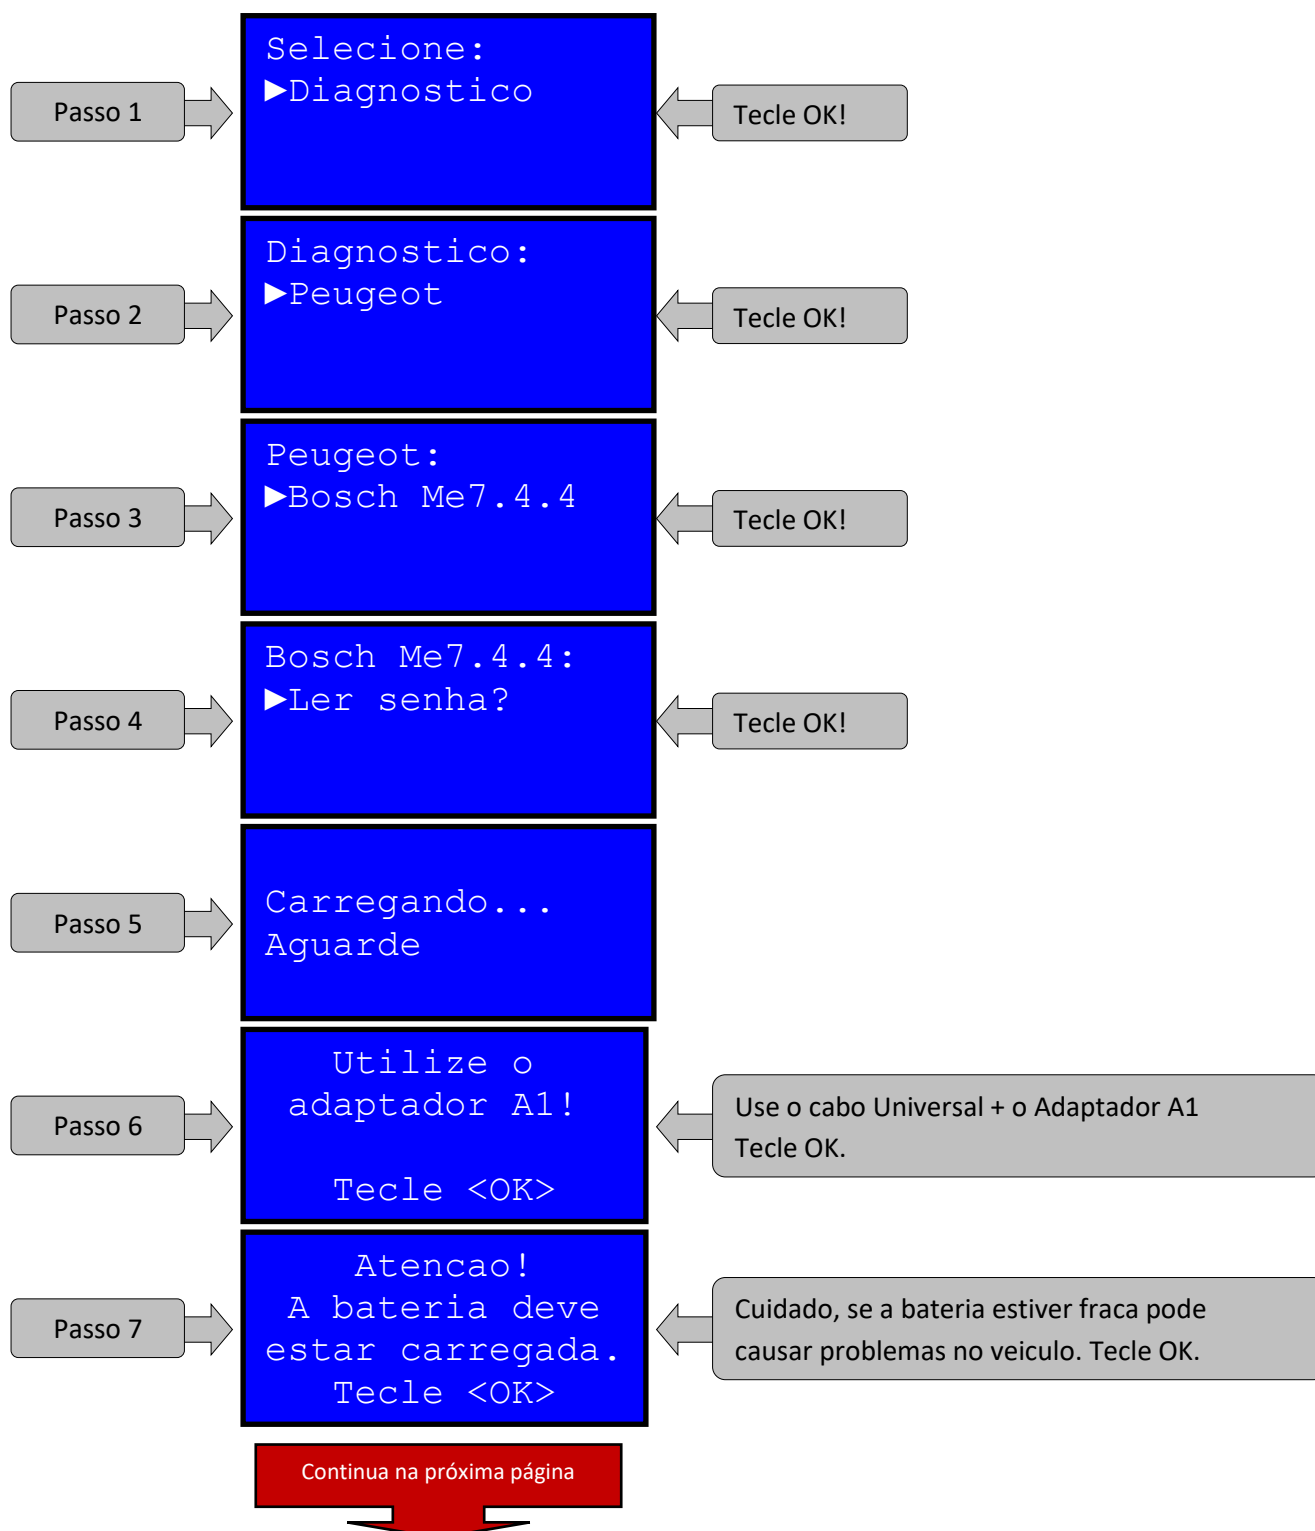 Passo 1
Selecione:
►Diagnostico
Tecle OK!
Passo 2
Diagnostico:
►Peugeot
Tecle OK!
Passo 3
Peugeot:
►Bosch Me7.4.4
Tecle OK!
Passo 4
Bosch Me7.4.4:
►Ler senha?
Tecle OK!
Passo 5
Carregando...
Aguarde
Passo 6
Utilize o
adaptador A1!
Tecle <OK>
Use o cabo Universal + o Adaptador A1
Tecle OK.
Passo 7
Atencao!
A bateria deve
estar carregada.
Tecle <OK>
Cuidado, se a bateria estiver fraca pode
causar problemas no veiculo. Tecle OK.
Continua na próxima página